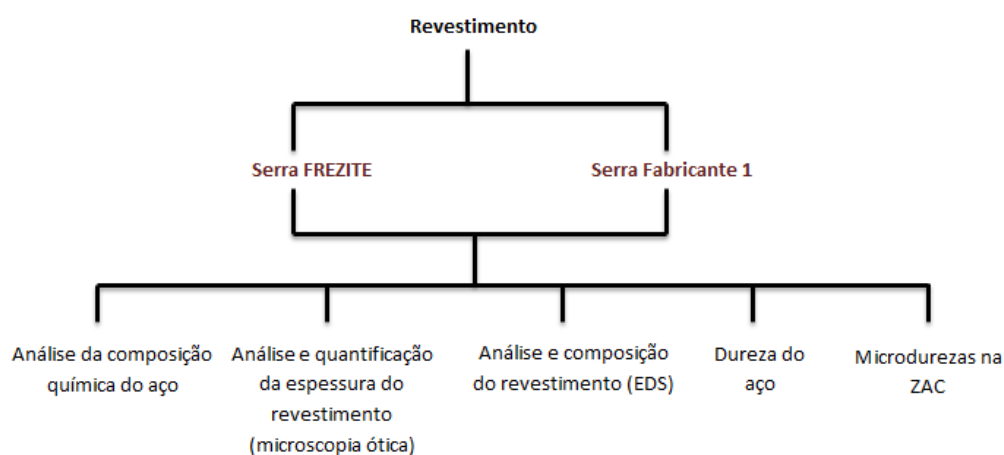 Revestimento
Serra FREZITE
Serra Fabricante 1
Análise da composição
química do aço
Análise e quantificação
da espessura do
revestimento
(microscopia ótica)
Análise e composição
do revestimento (EDS)
Dureza do
aço
Microdurezas na
ZAC